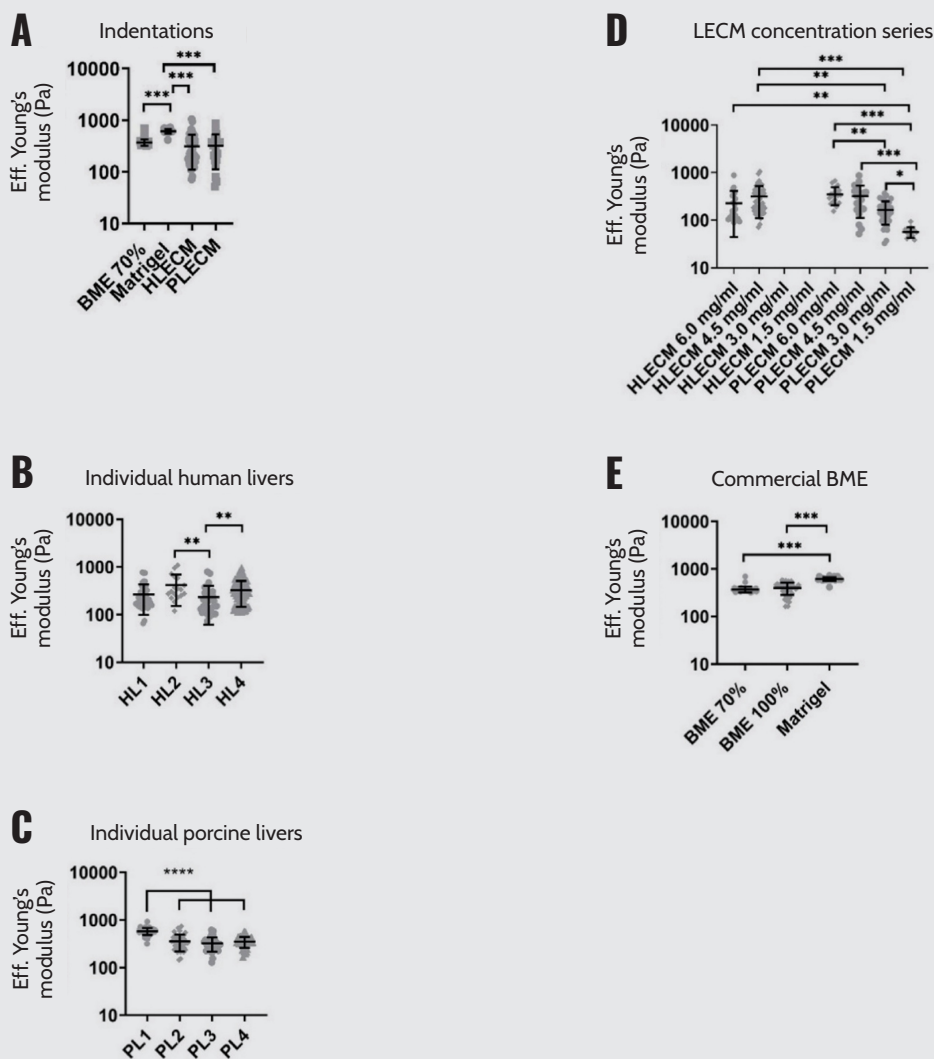 A
Indentations
Eff. Young's
modulus (Pa)
10000
1000
100
10
***
***
***
BME 70%
Matrigel
HLECM
PLECM
B
Individual human livers
Eff. Young's
modulus (Pa)
10000
1000
100
10
**
**
HL1
HL2
HL3
HL4
C
Individual porcine livers
Eff. Young's
modulus (Pa)
10000
1000
100
10
****
PL1
PL2
PL3
PL4
D
LECM concentration series
Eff. Young's
modulus (Pa)
10000
1000
100
10
***
**
**
***
**
***
*
HLECM 6.0 mg/ml
HLECM 4.5 mg/ml
HLECM 3.0 mg/ml
HLECM 1.5 mg/ml
PLECM 6.0 mg/ml
PLECM 4.5 mg/ml
PLECM 3.0 mg/ml
PLECM 1.5 mg/ml
E
Commercial BME
Eff. Young's
modulus (Pa)
10000
1000
100
10
***
***
BME 70%
BME 100%
Matrigel